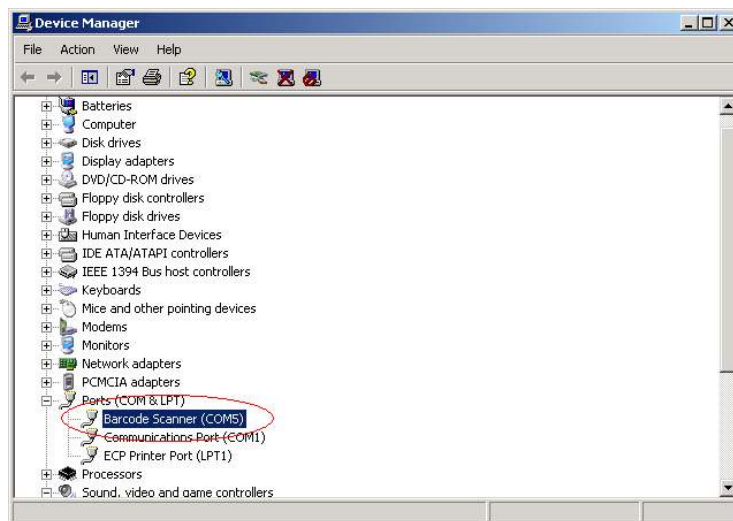 Device Manager
File Action View Help
Batteries
Computer
Disk drives
Display adapters
DVD/CD-ROM drives
Floppy disk controllers
Floppy disk drives
Human Interface Devices
IDE ATA/ATAPI controllers
IEEE 1394 Bus host controllers
Keyboards
Mice and other pointing devices
Modems
Monitors
Network adapters
PCMCIA adapters
Ports (COM & LPT)
Barcode Scanner (COM5)
Communications Port (COM1)
ECP Printer Port (LPT1)
Processors
Sound, video and game controllers